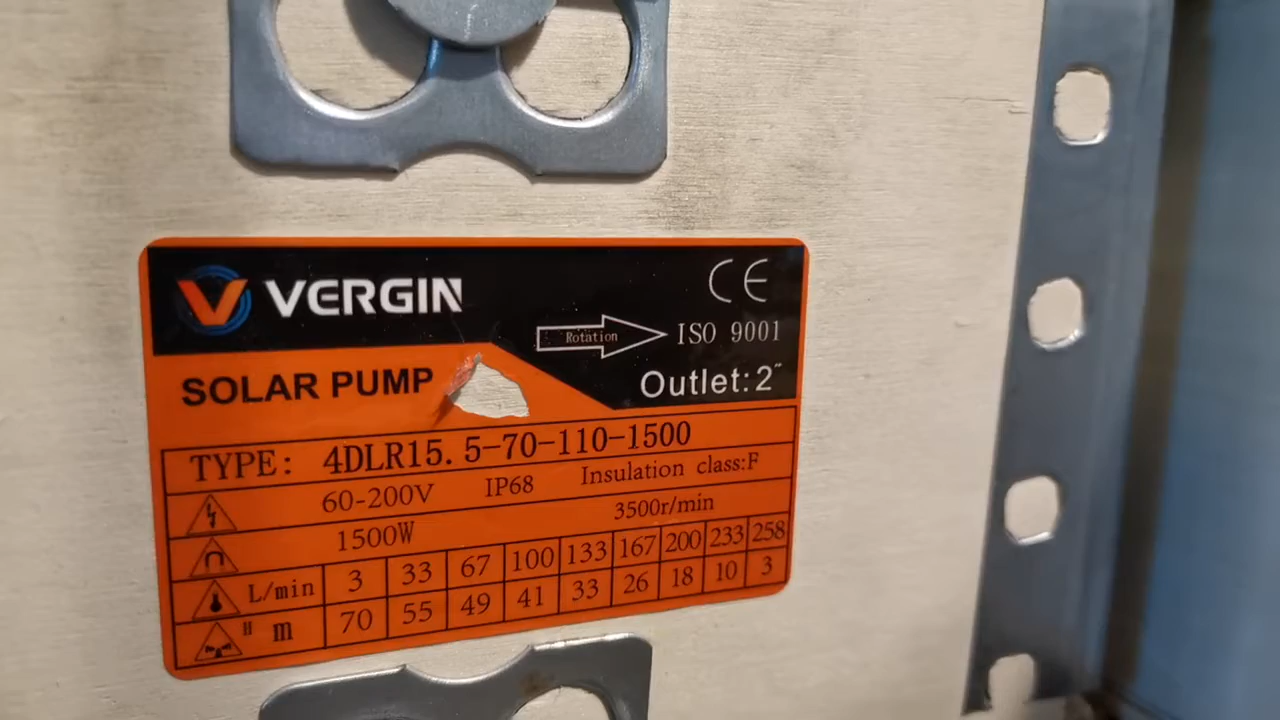 VERGIN
CE
Rotation
ISO 9001
SOLAR PUMP
Outlet:2"
TYPE: 4DLR15.5-70-110-1500
60-200V IP68 Insulation class:F
1500W 3500r/min
L/min 3 33 67 100 133 167 200 233 258
H m 70 55 49 41 33 26 18 10 3